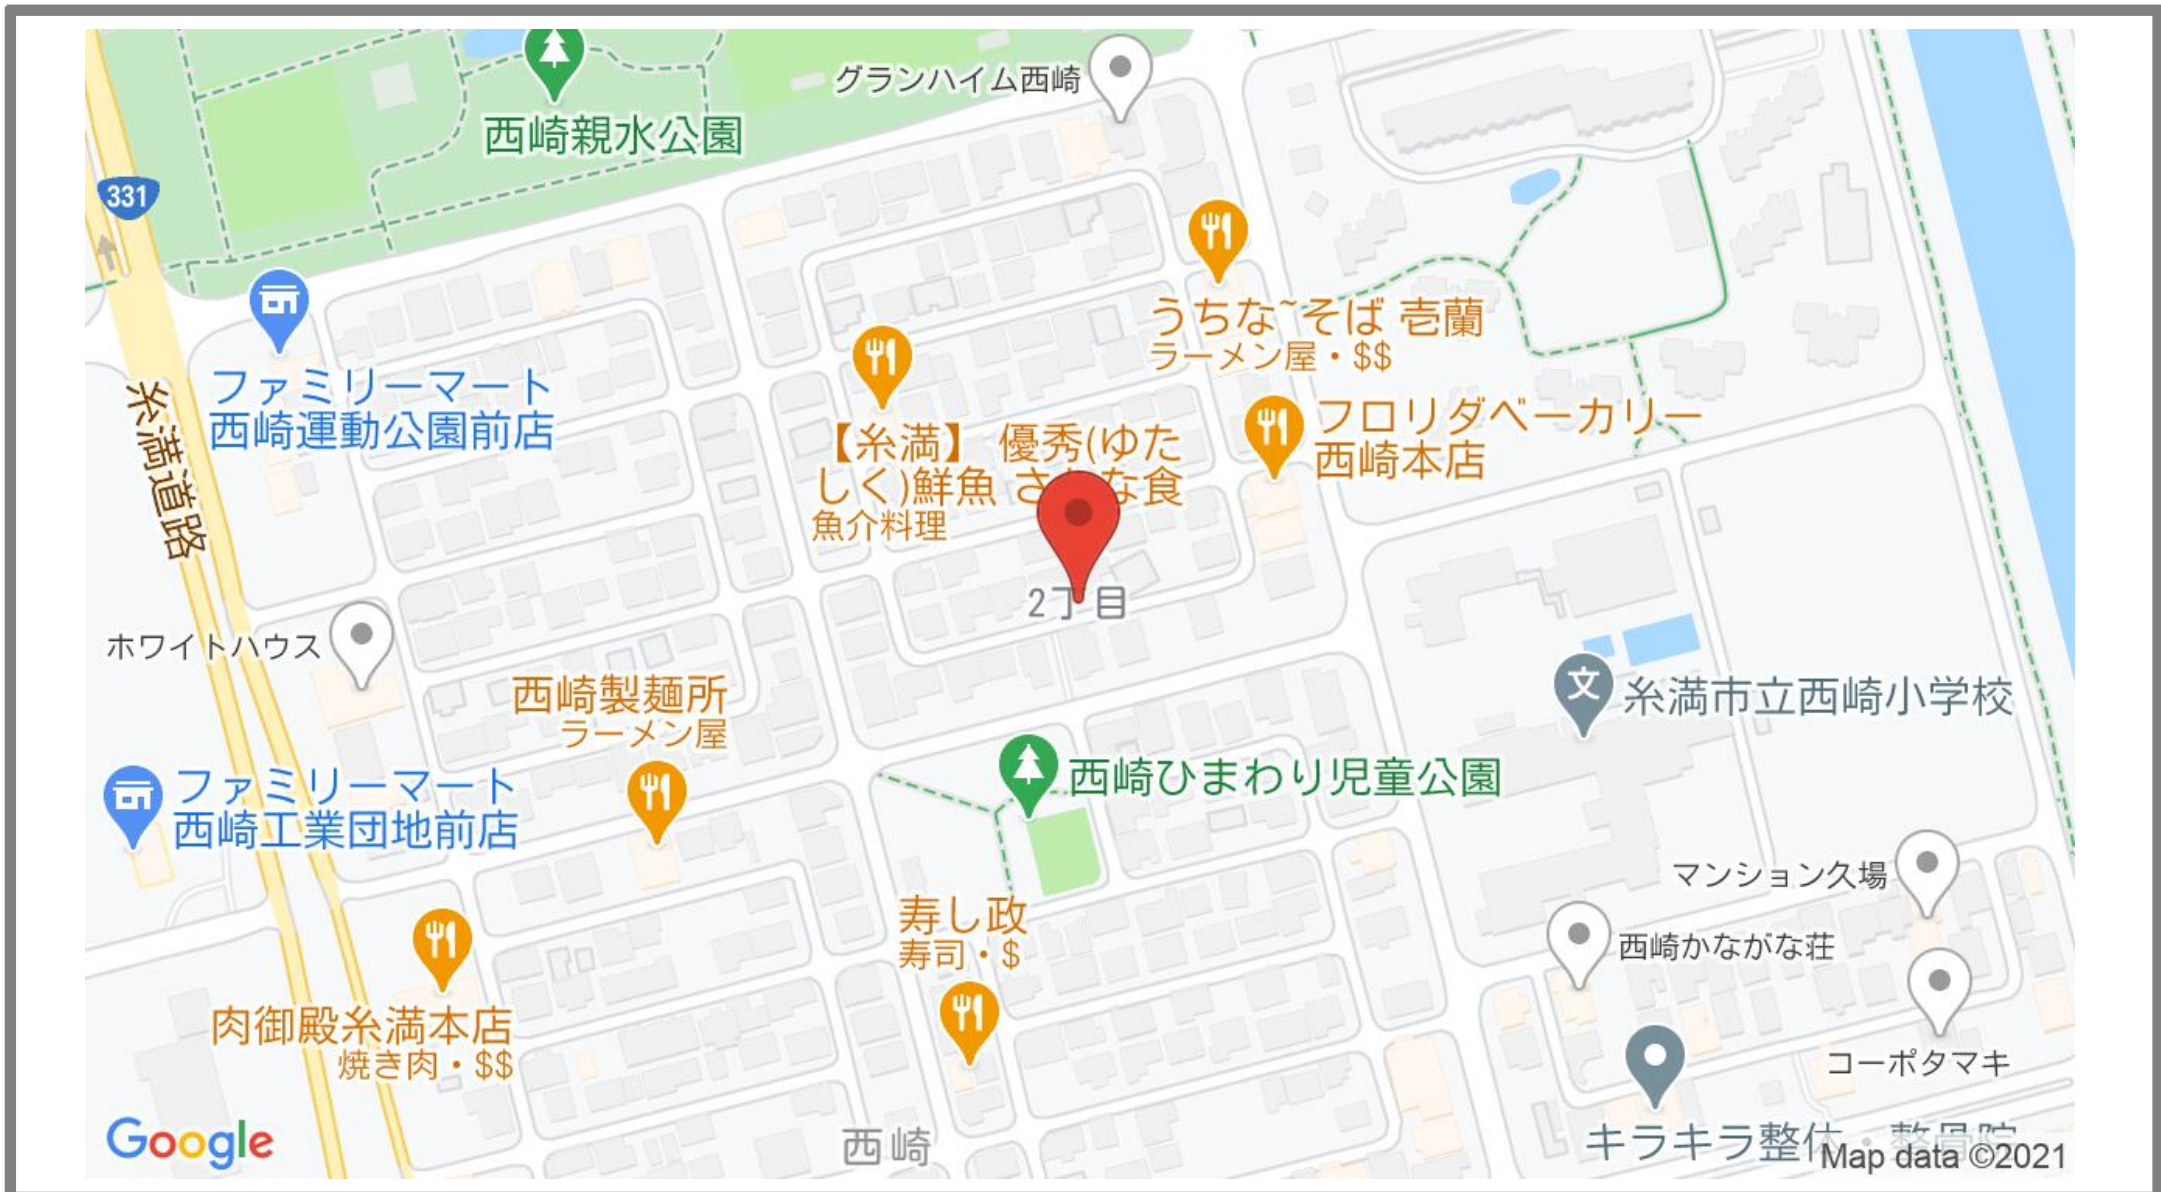 グランハイム西崎
西崎親水公園
331
うちな~そば 壱蘭
ラーメン屋・$$
ファミリーマート
西崎運動公園前店
糸満道路
【糸満】 優秀(ゆた
しく)鮮魚 さ な食
魚介料理
フロリダベーカリー
西崎本店
2丁目
ホワイトハウス
西崎製麺所
ラーメン屋
文
糸満市立西崎小学校
西崎ひまわり児童公園
ファミリーマート
西崎工業団地前店
マンション久場
寿し政
寿司・$
西崎かながな荘
肉御殿糸満本店
焼き肉・$$
コーポタマキ
Google
西崎
キラキラ整体・整骨院
Map data ©2021